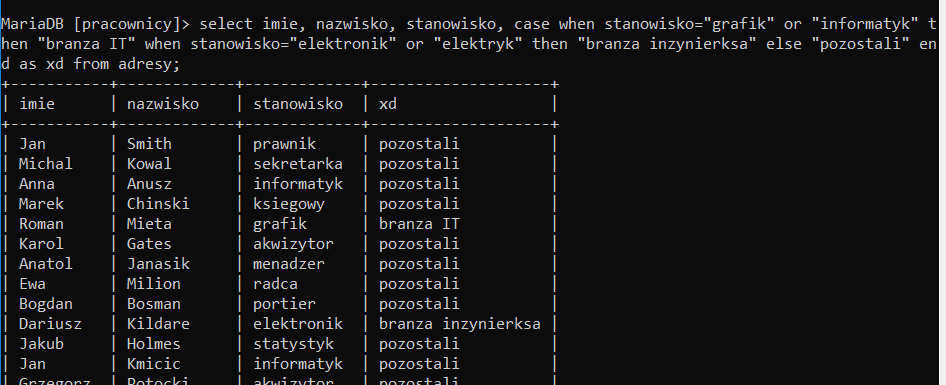 MariaDB [pracownicy]> select imie, nazwisko, stanowisko, case when stanowisko="grafik" or "informatyk" t
hen "branza IT" when stanowisko="elektronik" or "elektryk" then "branza inzynierksa" else "pozostali" en
d as xd from adresy;
+-----------+------------+------------+--------------------+
| imie | nazwisko | stanowisko | xd |
+-----------+------------+------------+--------------------+
| Jan | Smith | prawnik | pozostali |
| Michal | Kowal | sekretarka | pozostali |
| Anna | Anusz | informatyk | pozostali |
| Marek | Chinski | ksiegowy | pozostali |
| Roman | Mieta | grafik | branza IT |
| Karol | Gates | akwizytor | pozostali |
| Anatol | Janasik | menadzer | pozostali |
| Ewa | Milion | radca | pozostali |
| Bogdan | Bosman | portier | pozostali |
| Dariusz | Kildare | elektronik | branza inzynierksa |
| Jakub | Holmes | statystyk | pozostali |
| Jan | Kmicic | informatyk | pozostali |
| Grzegorz | Potocki | akwizytor | pozostali |